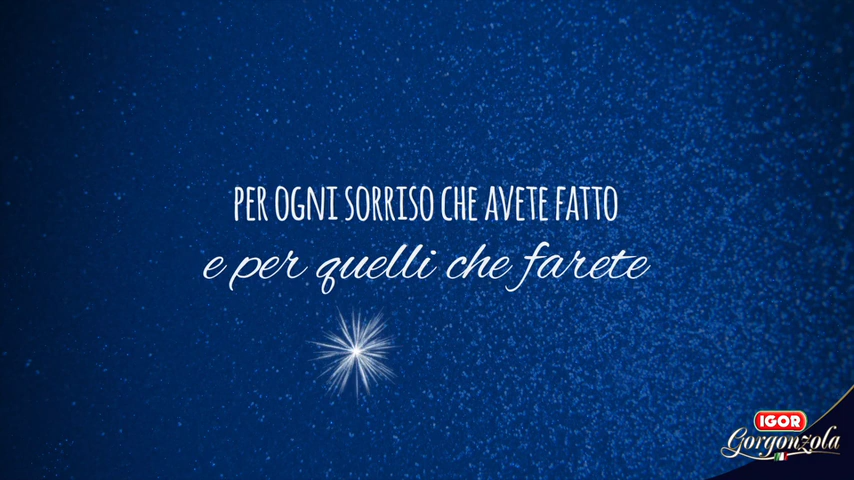 PER OGNI SORRISO CHE AVETE FATTO
e per quelli che farete
IGOR
Gorgonzola